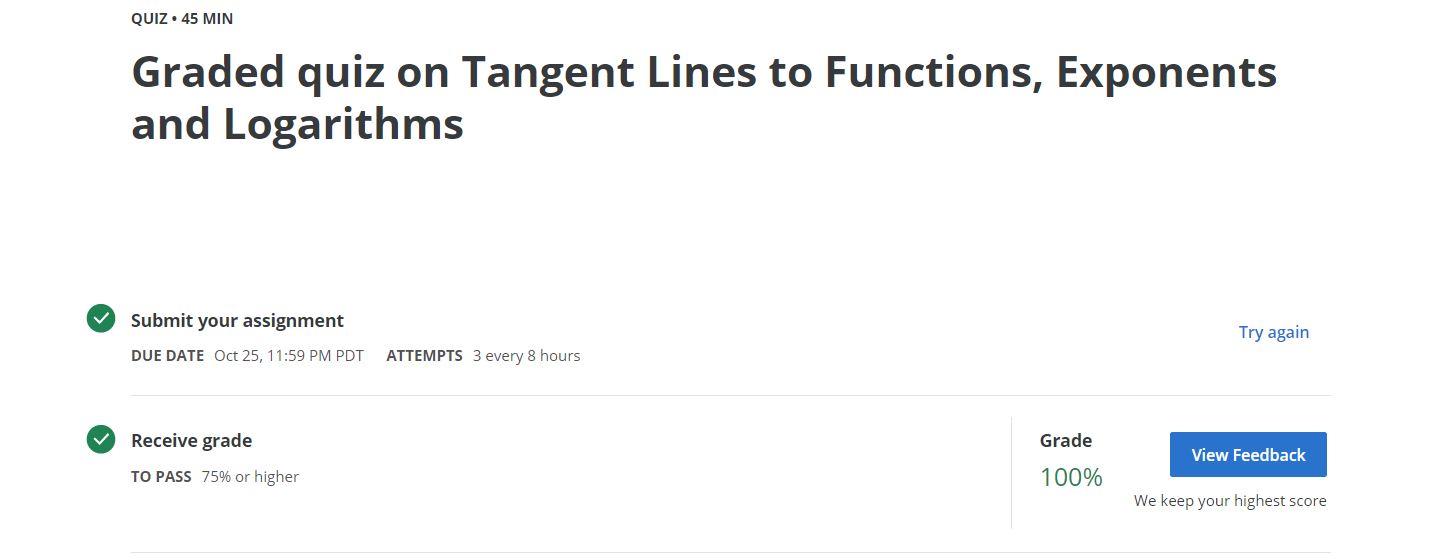 QUIZ • 45 MIN
Graded quiz on Tangent Lines to Functions, Exponents
and Logarithms
Submit your assignment
DUE DATE Oct 25, 11:59 PM PDT ATTEMPTS 3 every 8 hours
Try again
Receive grade
TO PASS 75% or higher
Grade
100%
View Feedback
We keep your highest score